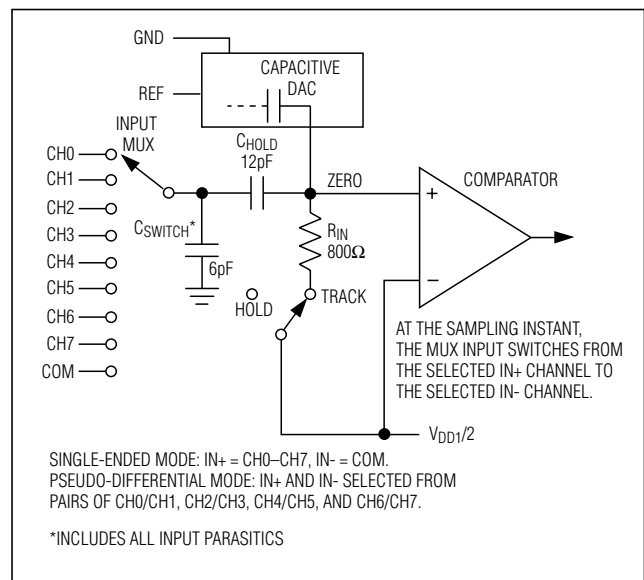 GND
CAPACITIVE
DAC
REF
INPUT
MUX
CHOLD
12pF
ZERO
COMPARATOR
CH0
CH1
CH2
CH3
CH4
CH5
CH6
CH7
COM
CSWITCH*
6pF
RIN
800Ω
+
−
HOLD
TRACK
AT THE SAMPLING INSTANT,
THE MUX INPUT SWITCHES FROM
THE SELECTED IN+ CHANNEL TO
THE SELECTED IN- CHANNEL.
VDD1/2
SINGLE-ENDED MODE: IN+ = CH0–CH7, IN- = COM.
PSEUDO-DIFFERENTIAL MODE: IN+ AND IN- SELECTED FROM
PAIRS OF CH0/CH1, CH2/CH3, CH4/CH5, AND CH6/CH7.
*INCLUDES ALL INPUT PARASITICS